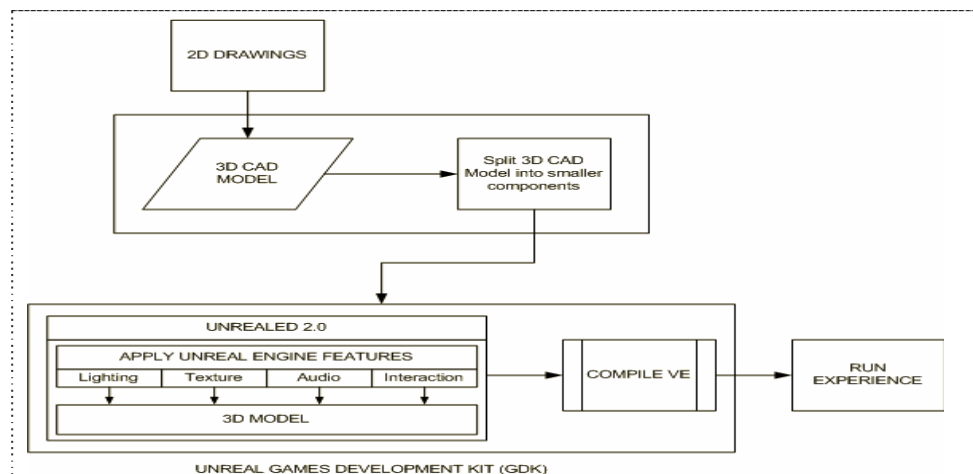 2D DRAWINGS
3D CAD
MODEL
Split 3D CAD
Model into smaller
components
UNREALED 2.0
APPLY UNREAL ENGINE FEATURES
Lighting Texture Audio Interaction
3D MODEL
COMPILE VE
RUN
EXPERIENCE
UNREAL GAMES DEVELOPMENT KIT (GDK)